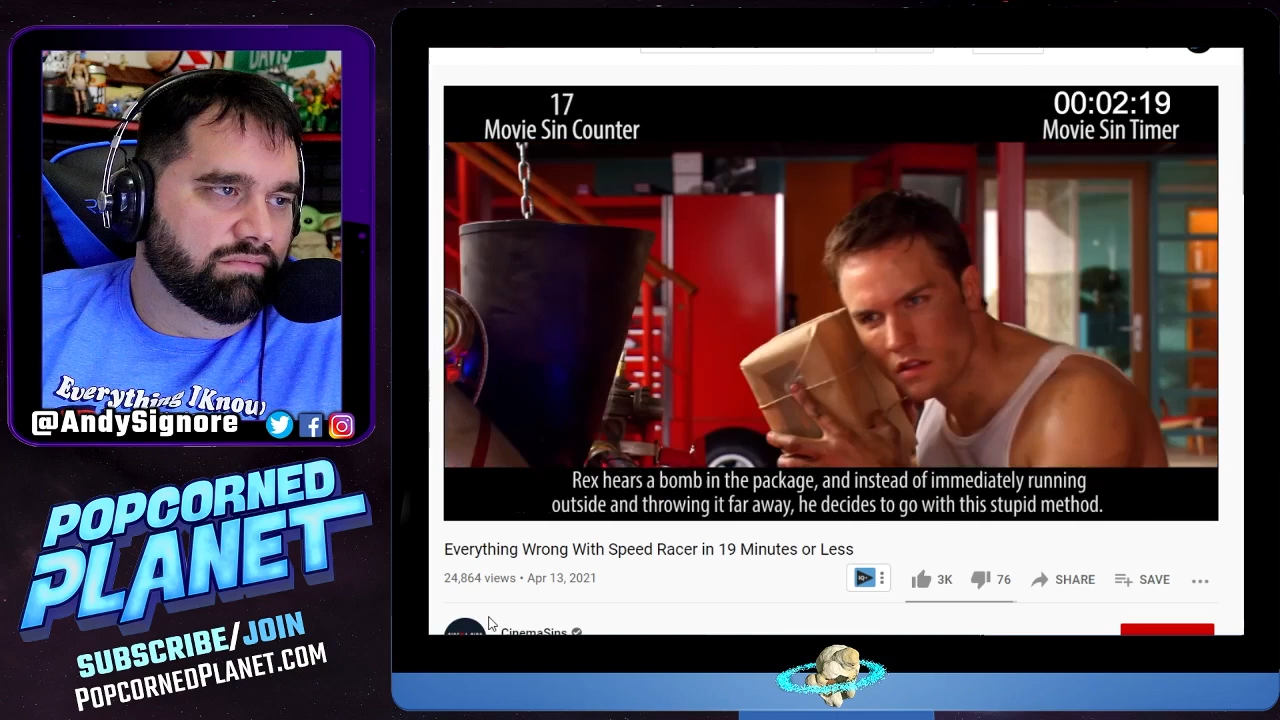 DAVIS
Everything I Know
@AndySignore
POPCORNED
PLANET
SUBSCRIBE/JOIN
POPCORNEDPLANET.COM
17
Movie Sin Counter
00:02:19
Movie Sin Timer
Rex hears a bomb in the package, and instead of immediately running
outside and throwing it far away, he decides to go with this stupid method.
Everything Wrong With Speed Racer in 19 Minutes or Less
24,864 views • Apr 13, 2021
3K
76
SHARE
SAVE
CinemaSins